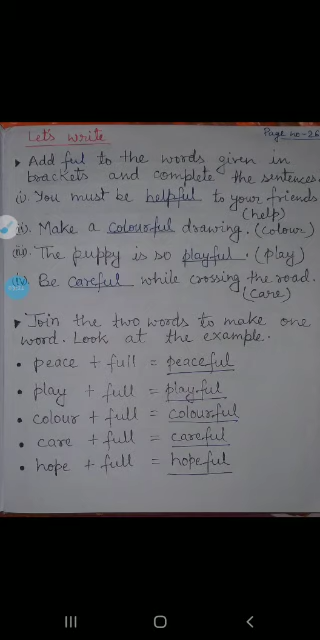 Let's write
Page no-26
▸ Add ful to the words given in
brackets and complete the sentences.
(i). You must be helpful to your friends
(help)
(ii). Make a colourful drawing. (colour)
(iii). The puppy is so playful. (play)
(iv). Be careful while crossing the road.
(care)
▸ Join the two words to make one
word. Look at the example.
• peace + full = peaceful
• play + full = playful
• colour + full = colourful
• care + full = careful
• hope + full = hopeful